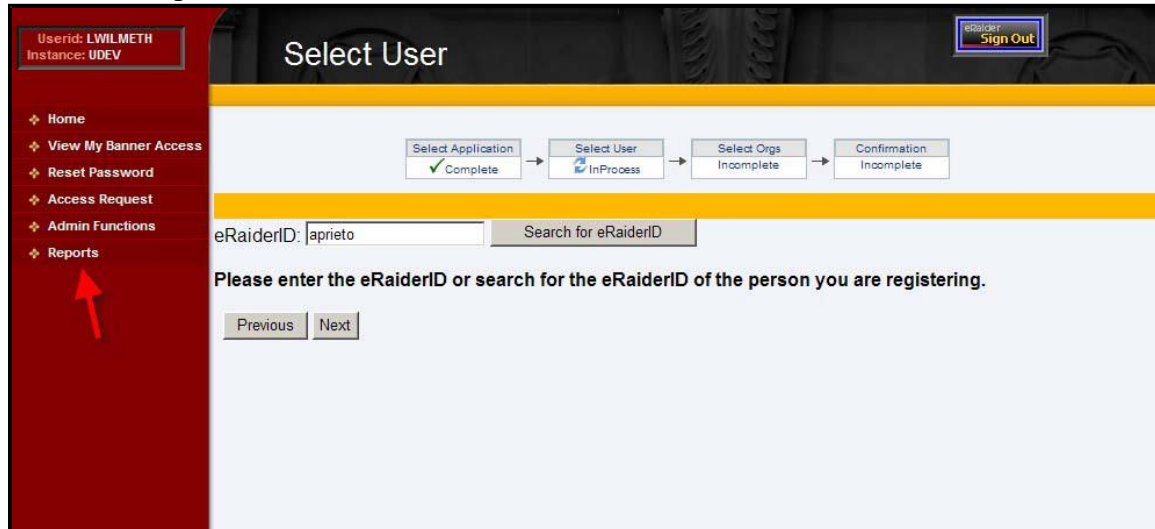 Userid: LWILMETH
Instance: UDEV
Select User
eRaider
Sign Out
Home
View My Banner Access
Reset Password
Access Request
Admin Functions
Reports
Select Application
Complete
Select User
InProcess
Select Orgs
Incomplete
Confirmation
Incomplete
eRaiderID: aprieto Search for eRaiderID
Please enter the eRaiderID or search for the eRaiderID of the person you are registering.
Previous Next